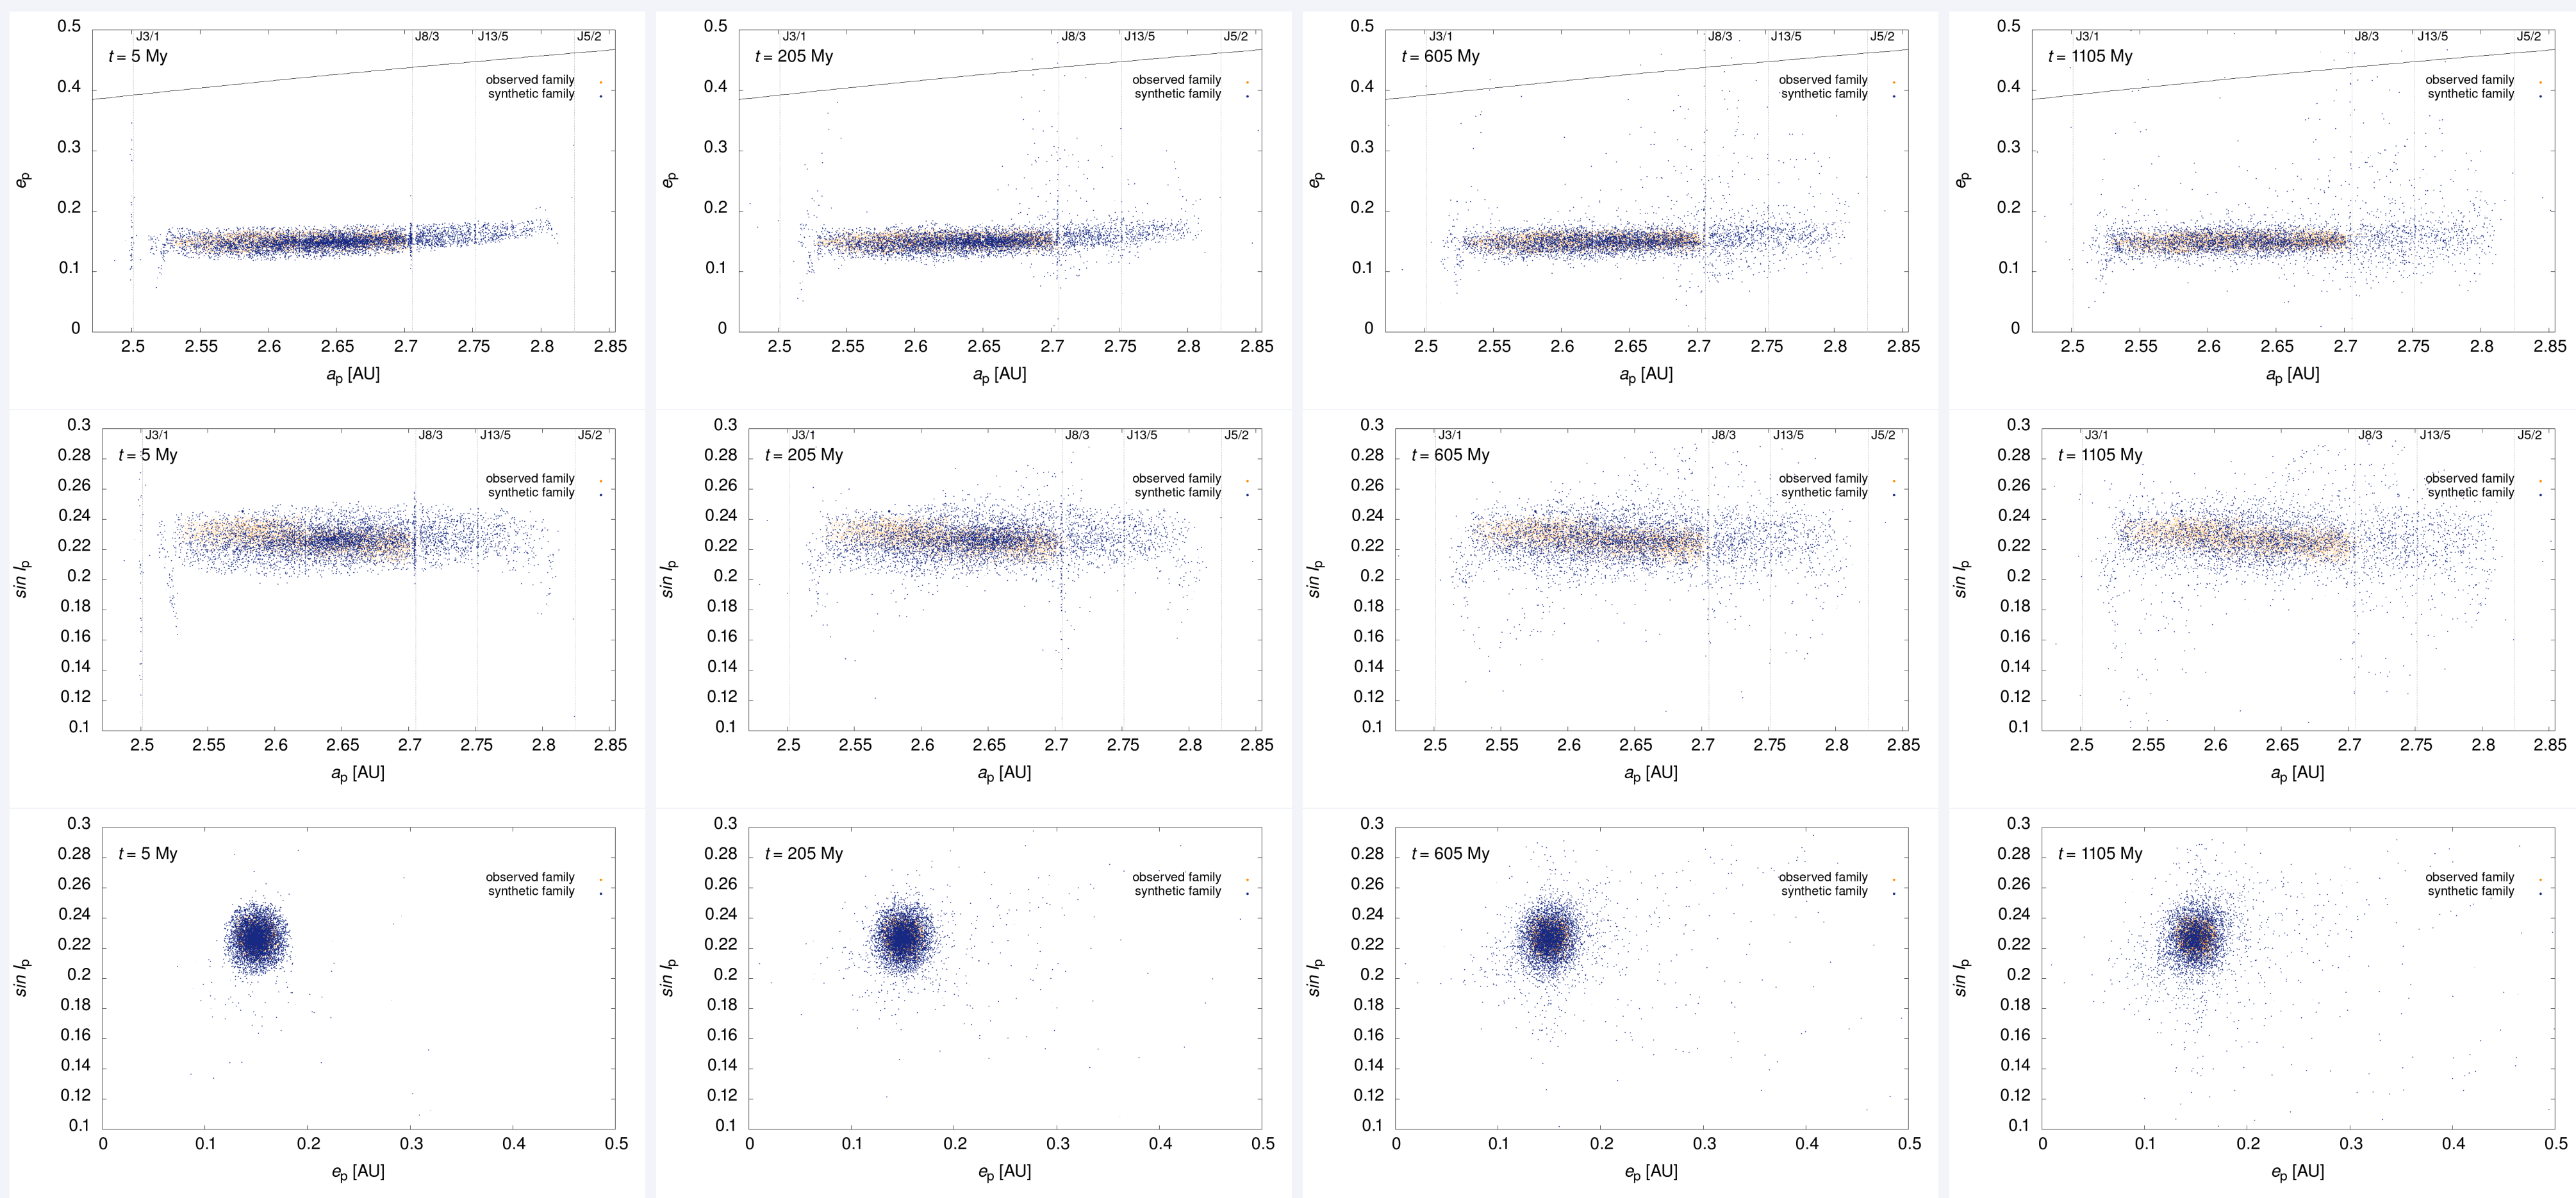 0.5 0.4 0.3 0.2 0.1 0
J3/1 J8/3 J13/5 J5/2
t = 5 My
observed family
synthetic family
2.5 2.55 2.6 2.65 2.7 2.75 2.8 2.85
ep
ap [AU]
0.5 0.4 0.3 0.2 0.1 0
J3/1 J8/3 J13/5 J5/2
t = 205 My
observed family
synthetic family
2.5 2.55 2.6 2.65 2.7 2.75 2.8 2.85
ep
ap [AU]
0.5 0.4 0.3 0.2 0.1 0
J3/1 J8/3 J13/5 J5/2
t = 605 My
observed family
synthetic family
2.5 2.55 2.6 2.65 2.7 2.75 2.8 2.85
ep
ap [AU]
0.5 0.4 0.3 0.2 0.1 0
J3/1 J8/3 J13/5 J5/2
t = 1105 My
observed family
synthetic family
2.5 2.55 2.6 2.65 2.7 2.75 2.8 2.85
ep
ap [AU]
0.3 0.28 0.26 0.24 0.22 0.2 0.18 0.16 0.14 0.12 0.1
J3/1 J8/3 J13/5 J5/2
t = 5 My
observed family
synthetic family
2.5 2.55 2.6 2.65 2.7 2.75 2.8 2.85
sin Ip
ap [AU]
0.3 0.28 0.26 0.24 0.22 0.2 0.18 0.16 0.14 0.12 0.1
J3/1 J8/3 J13/5 J5/2
t = 205 My
observed family
synthetic family
2.5 2.55 2.6 2.65 2.7 2.75 2.8 2.85
sin Ip
ap [AU]
0.3 0.28 0.26 0.24 0.22 0.2 0.18 0.16 0.14 0.12 0.1
J3/1 J8/3 J13/5 J5/2
t = 605 My
observed family
synthetic family
2.5 2.55 2.6 2.65 2.7 2.75 2.8 2.85
sin Ip
ap [AU]
0.3 0.28 0.26 0.24 0.22 0.2 0.18 0.16 0.14 0.12 0.1
J3/1 J8/3 J13/5 J5/2
t = 1105 My
observed family
synthetic family
2.5 2.55 2.6 2.65 2.7 2.75 2.8 2.85
sin Ip
ap [AU]
0.3 0.28 0.26 0.24 0.22 0.2 0.18 0.16 0.14 0.12 0.1
t = 5 My
observed family
synthetic family
0 0.1 0.2 0.3 0.4 0.5
sin Ip
ep [AU]
0.3 0.28 0.26 0.24 0.22 0.2 0.18 0.16 0.14 0.12 0.1
t = 205 My
observed family
synthetic family
0 0.1 0.2 0.3 0.4 0.5
sin Ip
ep [AU]
0.3 0.28 0.26 0.24 0.22 0.2 0.18 0.16 0.14 0.12 0.1
t = 605 My
observed family
synthetic family
0 0.1 0.2 0.3 0.4 0.5
sin Ip
ep [AU]
0.3 0.28 0.26 0.24 0.22 0.2 0.18 0.16 0.14 0.12 0.1
t = 1105 My
observed family
synthetic family
0 0.1 0.2 0.3 0.4 0.5
sin Ip
ep [AU]